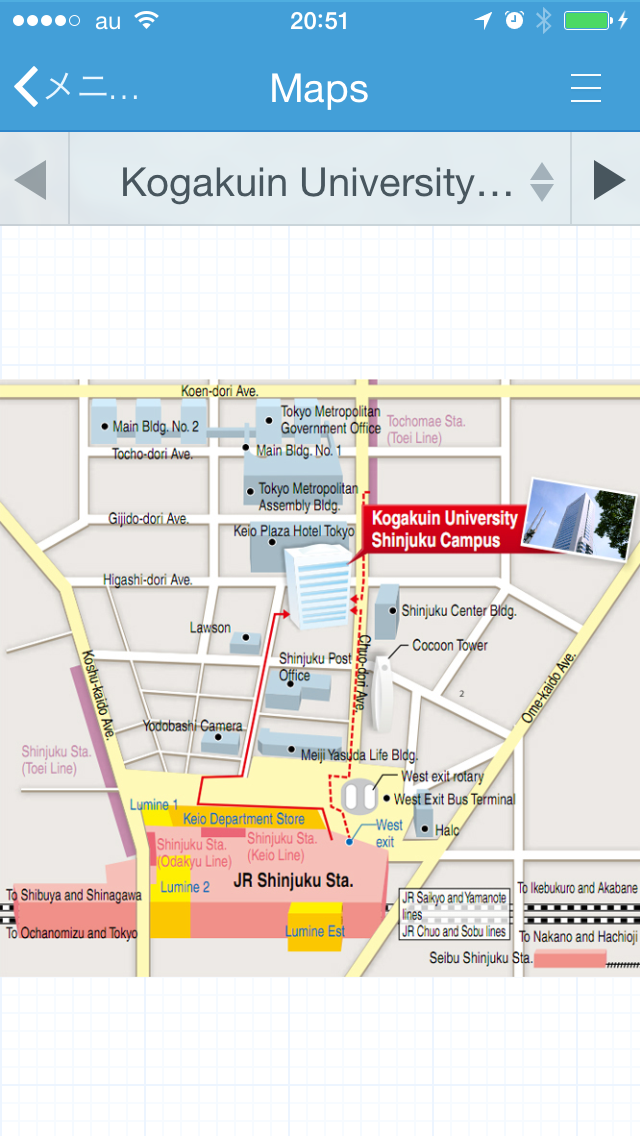 au
20:51
メニ...
Maps
Kogakuin University...
Koen-dori Ave.
Main Bldg. No. 2
Tokyo Metropolitan
Government Office
Tochomae Sta.
(Toei Line)
Tocho-dori Ave.
Main Bldg. No. 1
Tokyo Metropolitan
Assembly Bldg.
Gijido-dori Ave.
Keio Plaza Hotel Tokyo
Kogakuin University
Shinjuku Campus
Higashi-dori Ave.
Shinjuku Center Bldg.
Lawson
Cocoon Tower
Chuo-dori Ave.
Shinjuku Post
Office
Koshu-kaido Ave.
Ome-kaido Ave.
2
Yodobashi Camera
Shinjuku Sta.
(Toei Line)
Meiji Yasuda Life Bldg.
West exit rotary
West Exit Bus Terminal
Lumine 1
Keio Department Store
West
exit
Halc
Shinjuku Sta.
(Odakyu Line)
Shinjuku Sta.
(Keio Line)
Lumine 2
JR Shinjuku Sta.
To Shibuya and Shinagawa
JR Saikyo and Yamanote
lines
JR Chuo and Sobu lines
To Ikebukuro and Akabane
To Ochanomizu and Tokyo
Lumine Est
To Nakano and Hachioji
Seibu Shinjuku Sta.